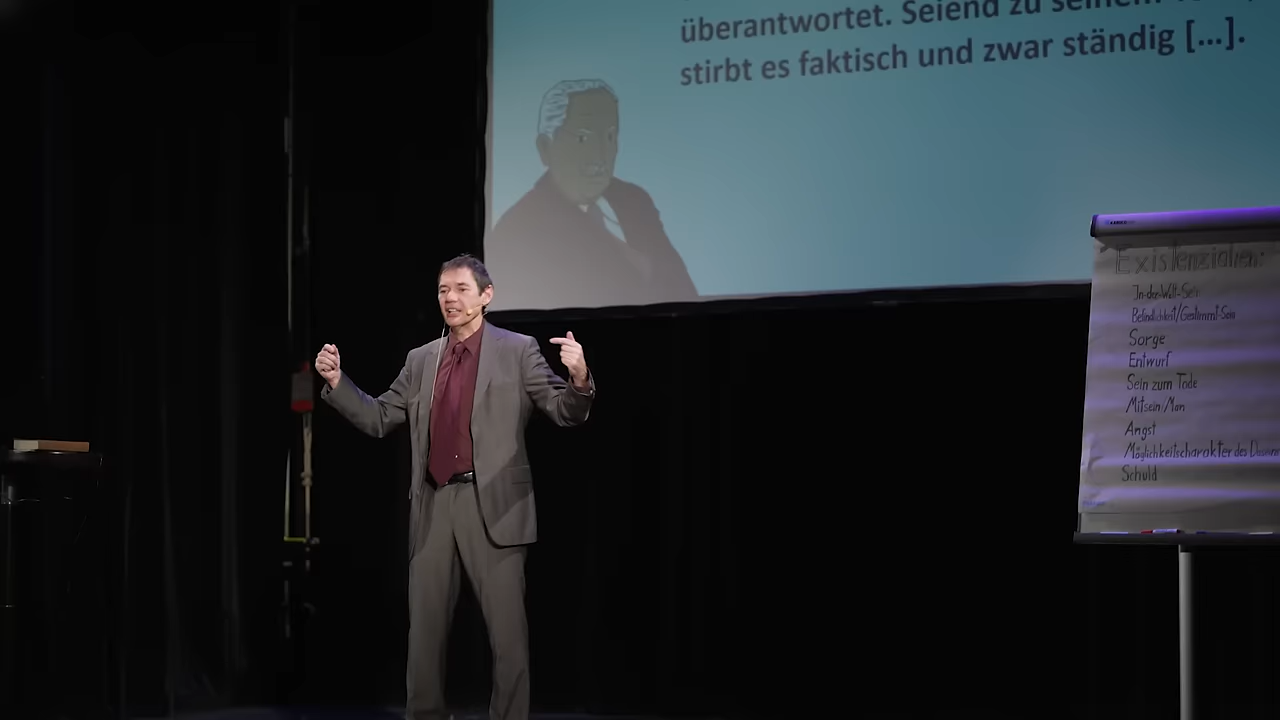 überantwortet. Seiend zu seinem
stirbt es faktisch und zwar ständig [...].
Existenzialien:
In-der-Welt-Sein
Befindlichkeit/Gestimmt-Sein
Sorge
Entwurf
Sein zum Tode
Mitsein/Man
Angst
Möglichkeitscharakter des
Schuld